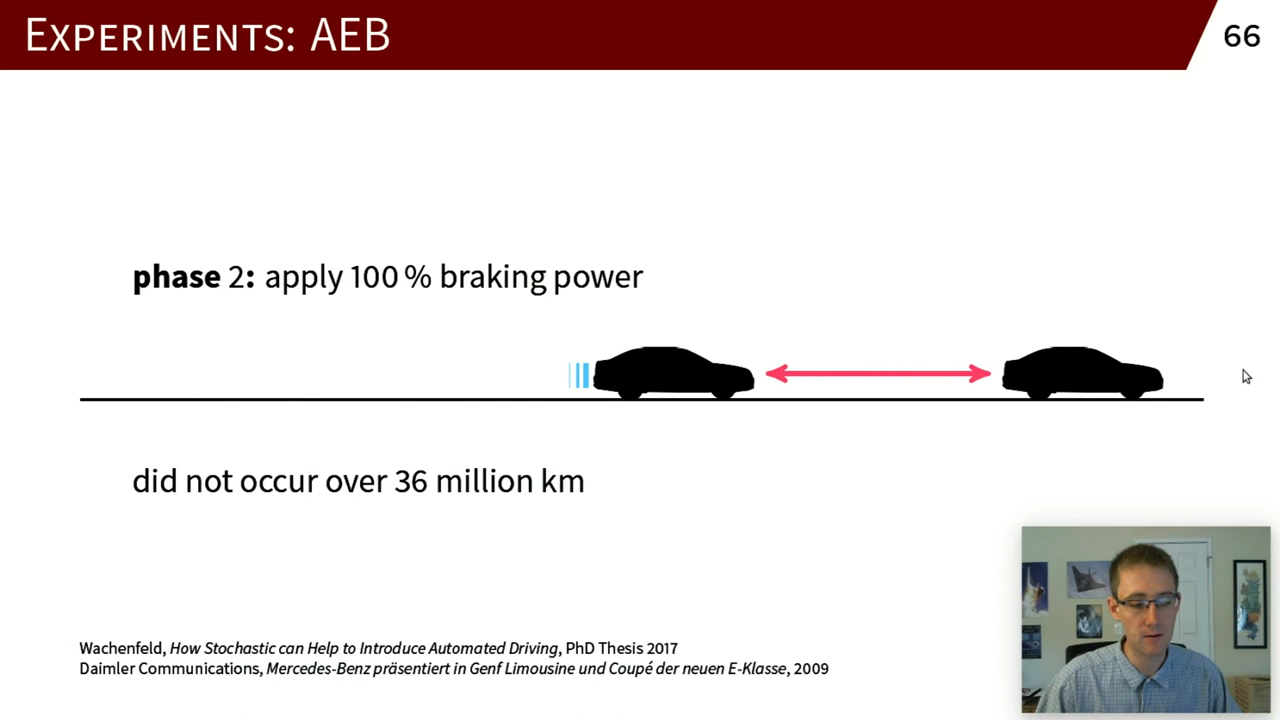 EXPERIMENTS: AEB
66
phase 2: apply 100 % braking power
did not occur over 36 million km
Wachenfeld, How Stochastic can Help to Introduce Automated Driving, PhD Thesis 2017
Daimler Communications, Mercedes-Benz präsentiert in Genf Limousine und Coupé der neuen E-Klasse, 2009